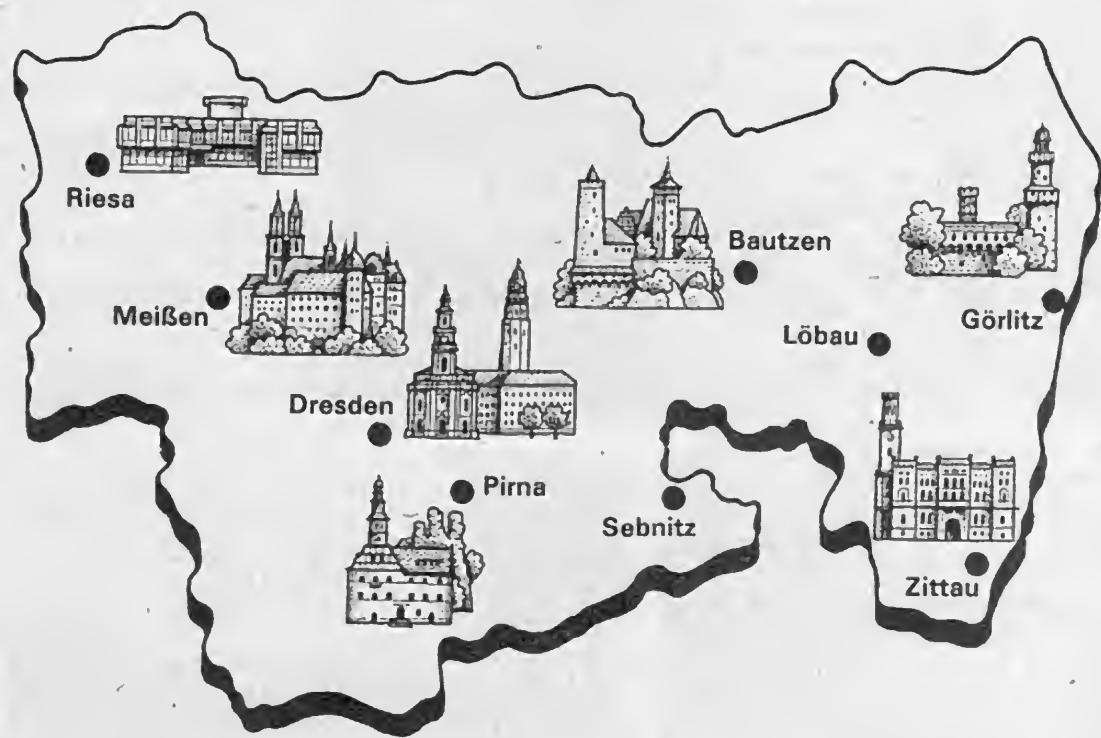 Riesa
Meißen
Bautzen
Görlitz
Löbau
Dresden
Pirna
Sebnitz
Zittau